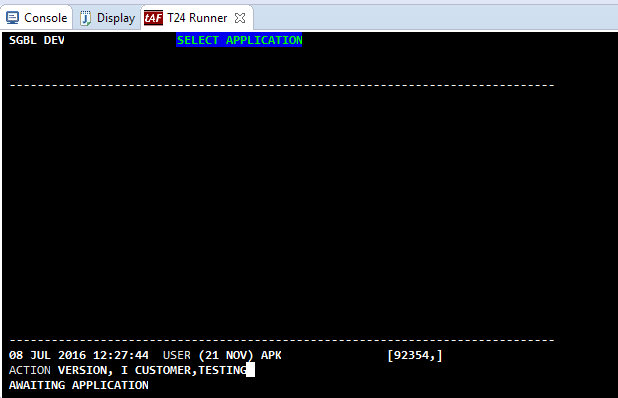 Console Display tAF T24 Runner
SGBL DEV SELECT APPLICATION
------------------------------------------------------------------------------
------------------------------------------------------------------------------
08 JUL 2016 12:27:44 USER (21 NOV) APK [92354,]
ACTION VERSION, I CUSTOMER,TESTING
AWAITING APPLICATION